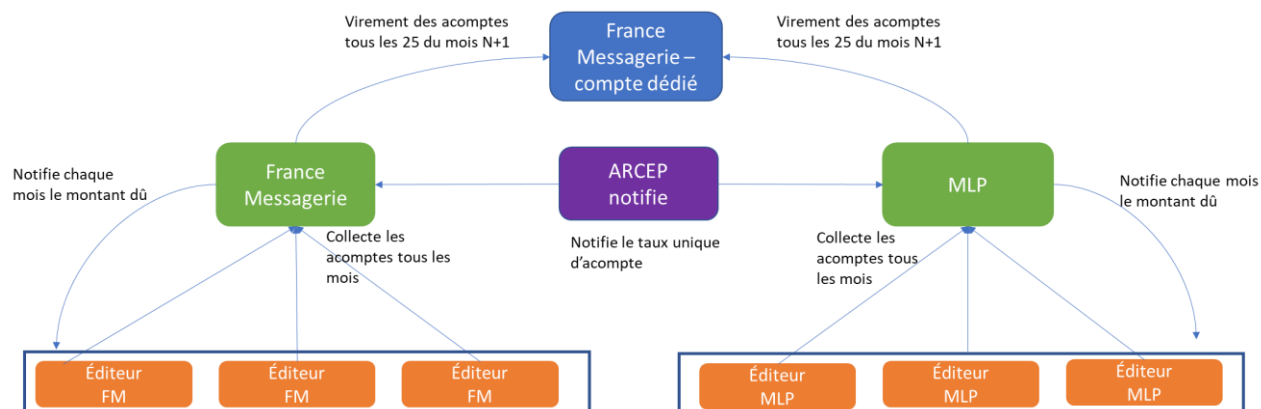 Virement des acomptes
tous les 25 du mois N+1
France
Messagerie –
compte dédié
Virement des acomptes
tous les 25 du mois N+1
Notifie chaque
mois le montant dû
France
Messagerie
ARCEP
notifie
MLP
Notifie chaque mois
le montant dû
Collecte les
acomptes tous les
mois
Notifie le taux unique
d’acompte
Collecte les
acomptes tous
les mois
Éditeur
FM
Éditeur
FM
Éditeur
FM
Éditeur
MLP
Éditeur
MLP
Éditeur
MLP